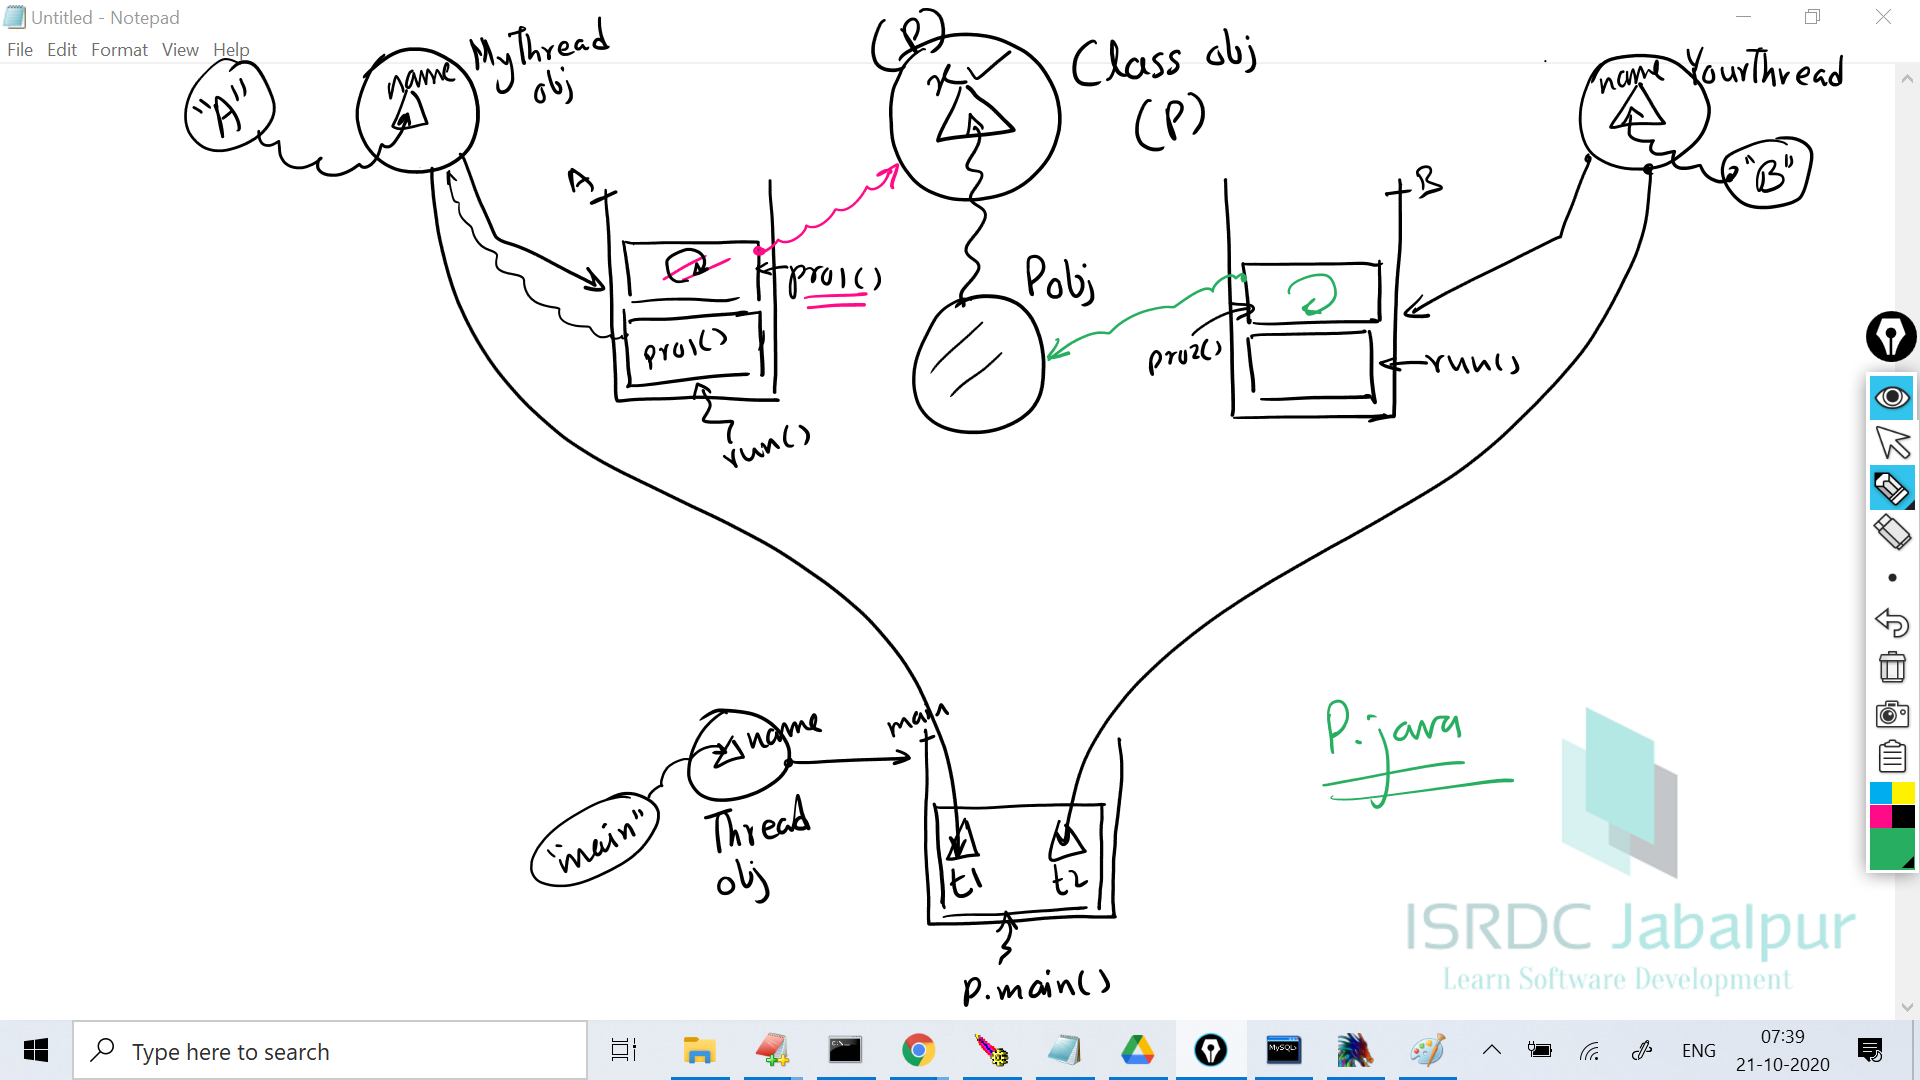 Untitled - Notepad
File Edit Format View Help
"A"
name
MyThread
obj
(P)
x
Class obj
(P)
name
YourThread
"B"
A
pro1()
pro1()
run()
Pobj
B
pro2()
run()
main
name
"main"
Thread
obj
t1
t2
P.main()
P.java
ISRDC Jabalpur
Learn Software Development
Type here to search
C:\
MySQL
ENG
07:39
21-10-2020